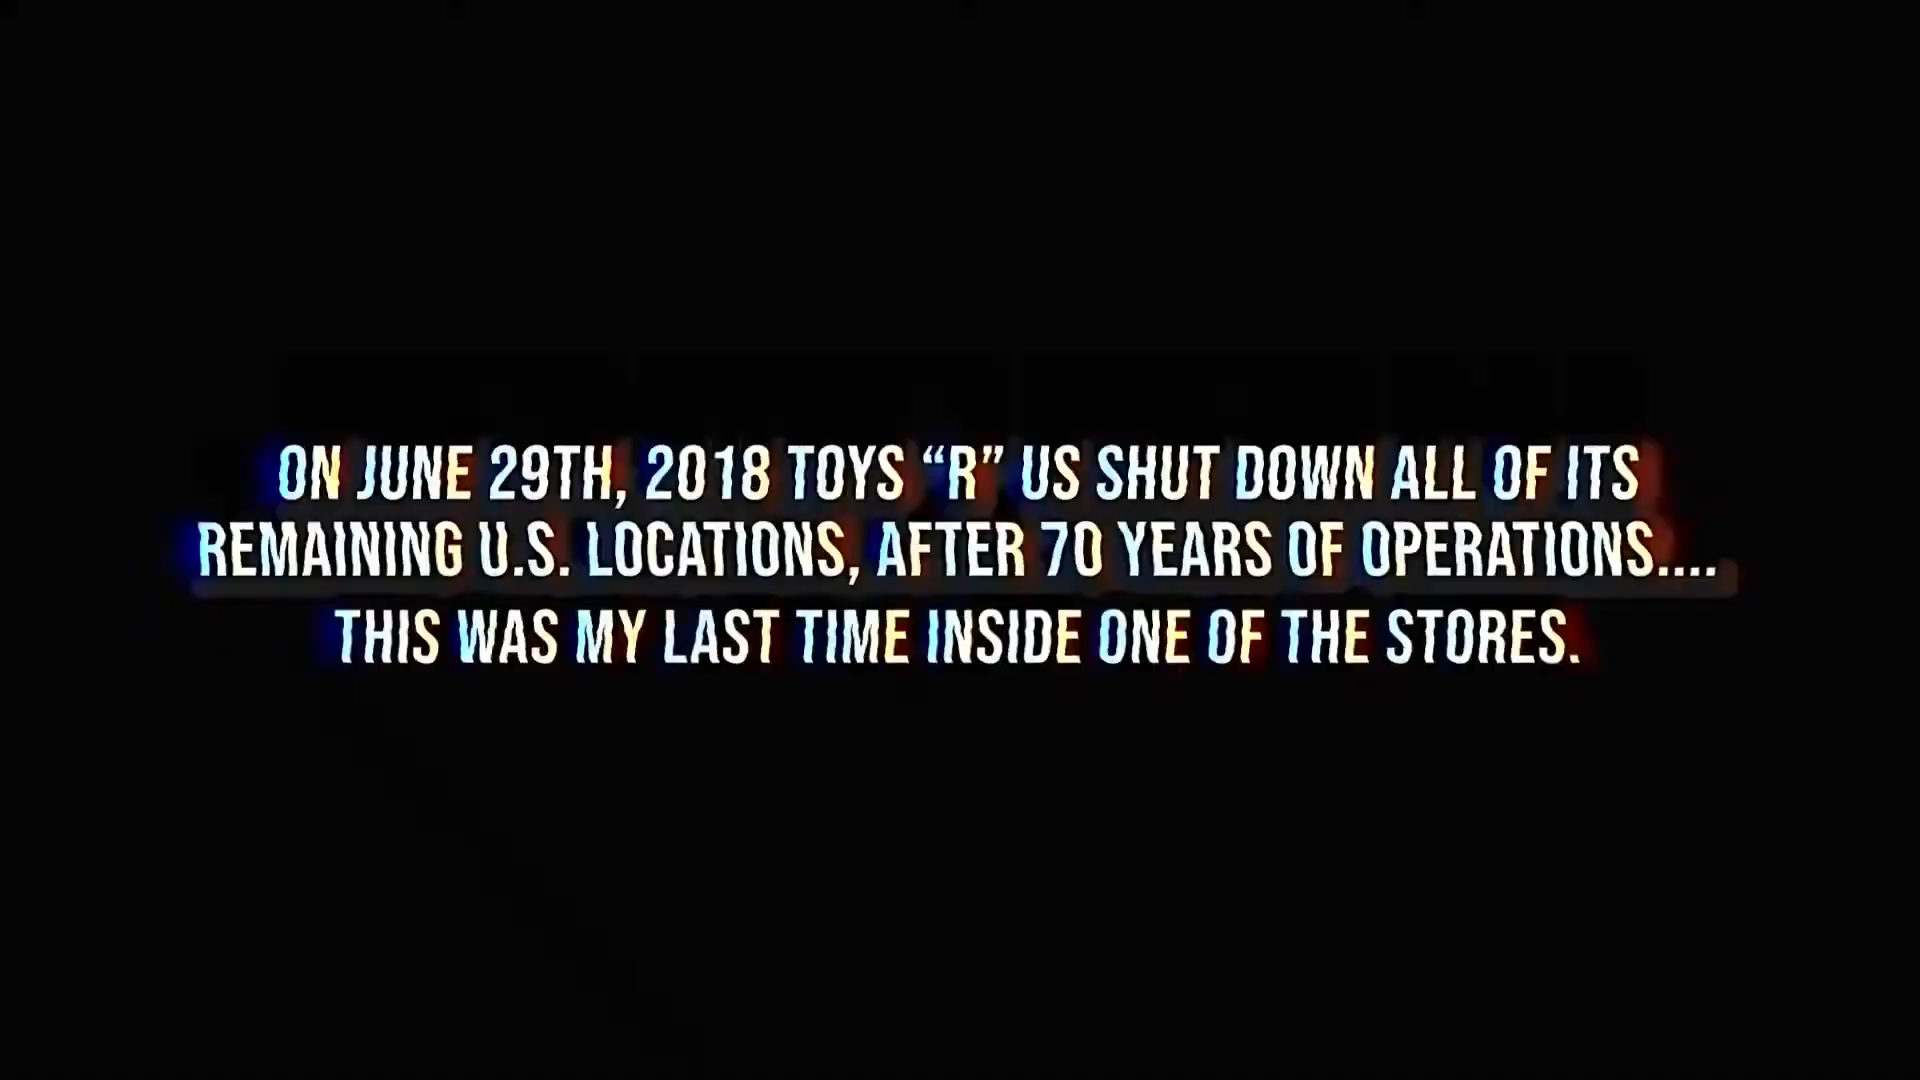 ON JUNE 29TH, 2018 TOYS “R” US SHUT DOWN ALL OF ITS
REMAINING U.S. LOCATIONS, AFTER 70 YEARS OF OPERATIONS....
THIS WAS MY LAST TIME INSIDE ONE OF THE STORES.